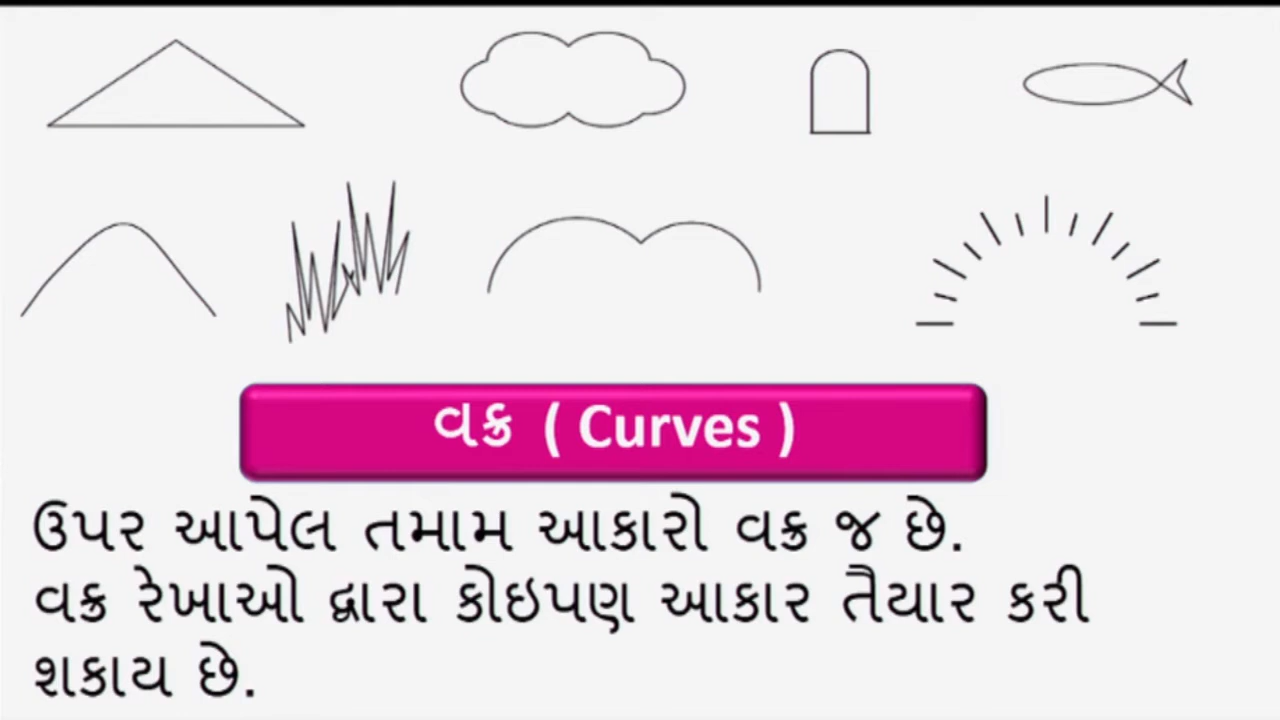 વક્ર ( Curves )
ઉપર આપેલ તમામ આકારો વક્ર જ છે.
વક્ર રેખાઓ દ્વારા કોઇપણ આકાર તૈયાર કરી
શકાય છે.